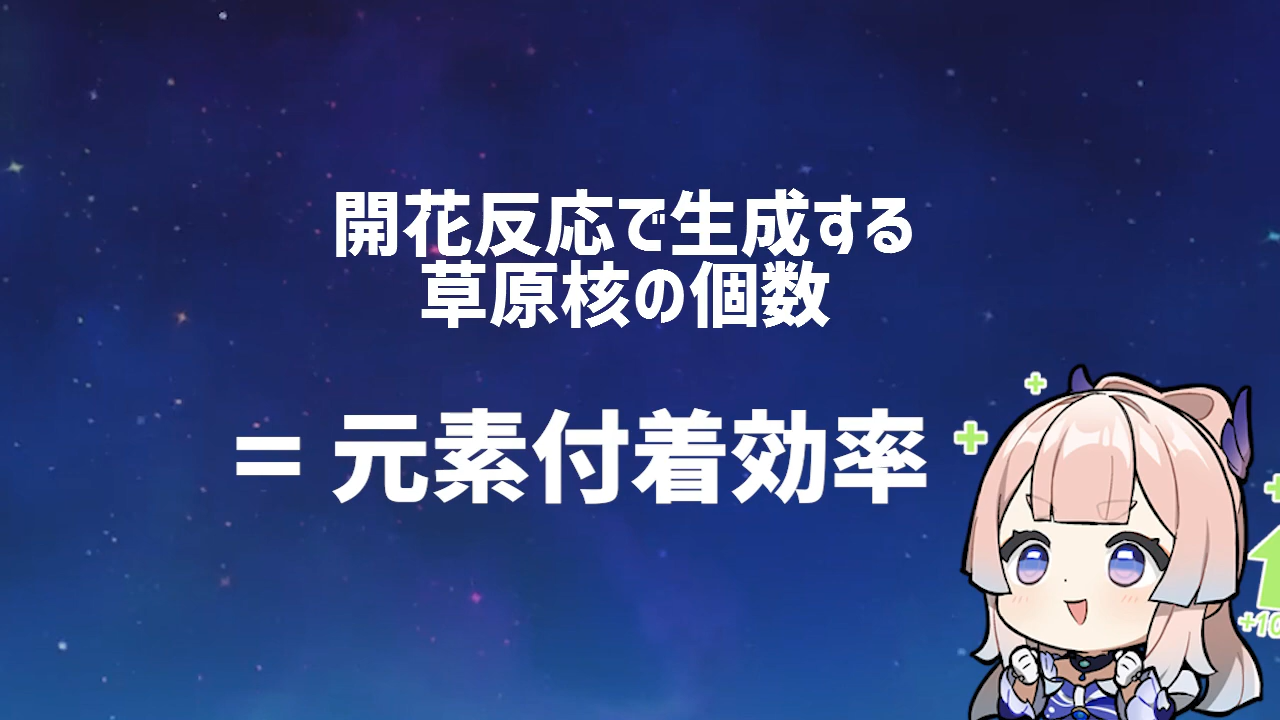 開花反応で生成する
草原核の個数
= 元素付着効率